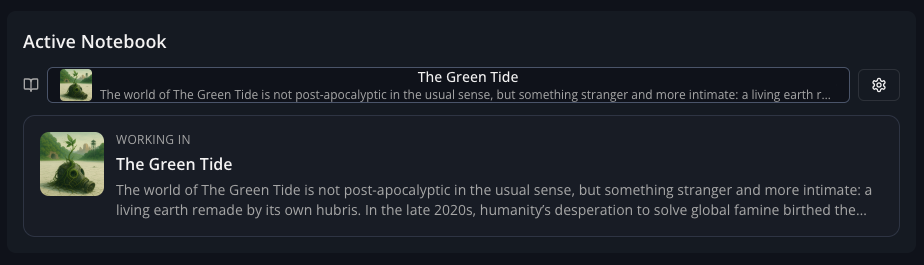 Active Notebook
The Green Tide
The world of The Green Tide is not post-apocalyptic in the usual sense, but something stranger and more intimate: a living earth r...
WORKING IN
The Green Tide
The world of The Green Tide is not post-apocalyptic in the usual sense, but something stranger and more intimate: a
living earth remade by its own hubris. In the late 2020s, humanity’s desperation to solve global famine birthed the...